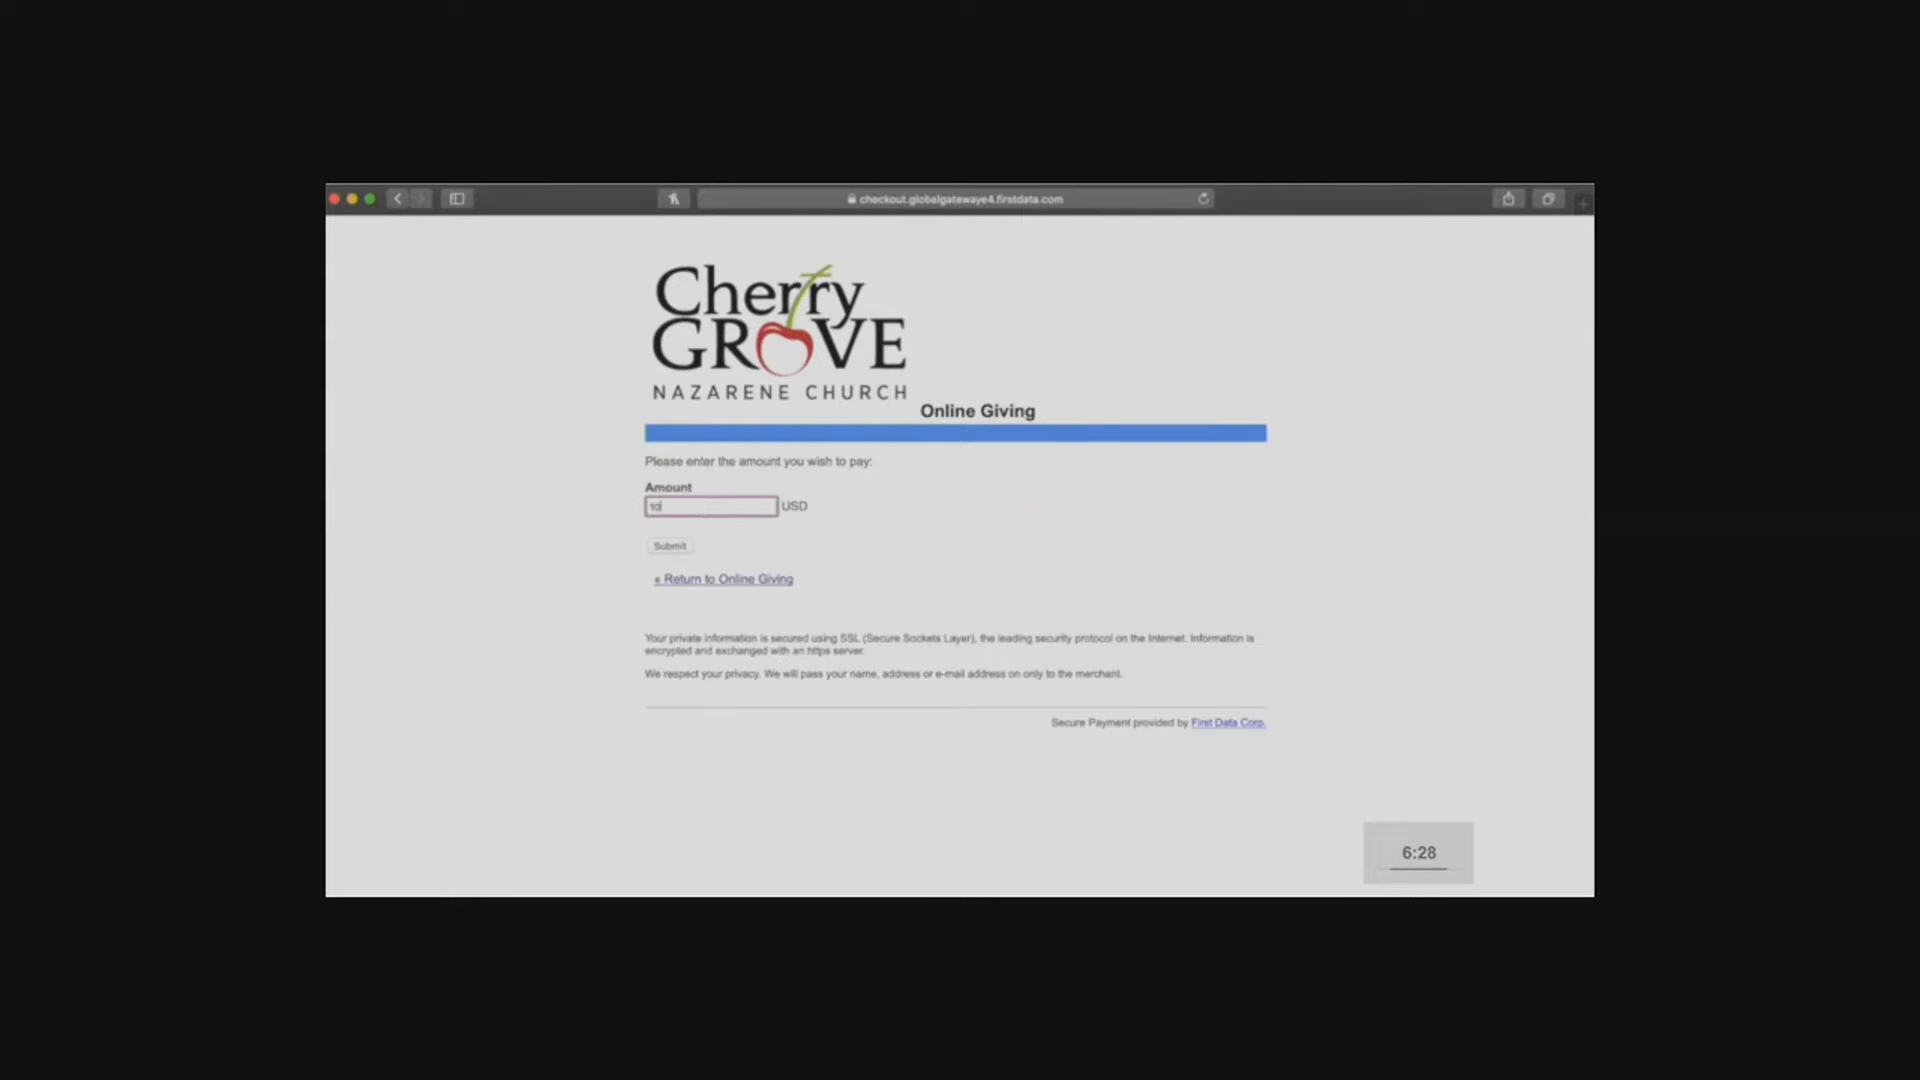 checkout.globalgatewaye4.firstdata.com
Cherry
GROVE
NAZARENE CHURCH
Online Giving
Please enter the amount you wish to pay:
Amount
10 USD
Submit
« Return to Online Giving
Your private information is secured using SSL (Secure Sockets Layer), the leading security protocol on the Internet. Information is
encrypted and exchanged with an https server.
We respect your privacy. We will pass your name, address or e-mail address on only to the merchant.
Secure Payment provided by First Data Corp.
6:28